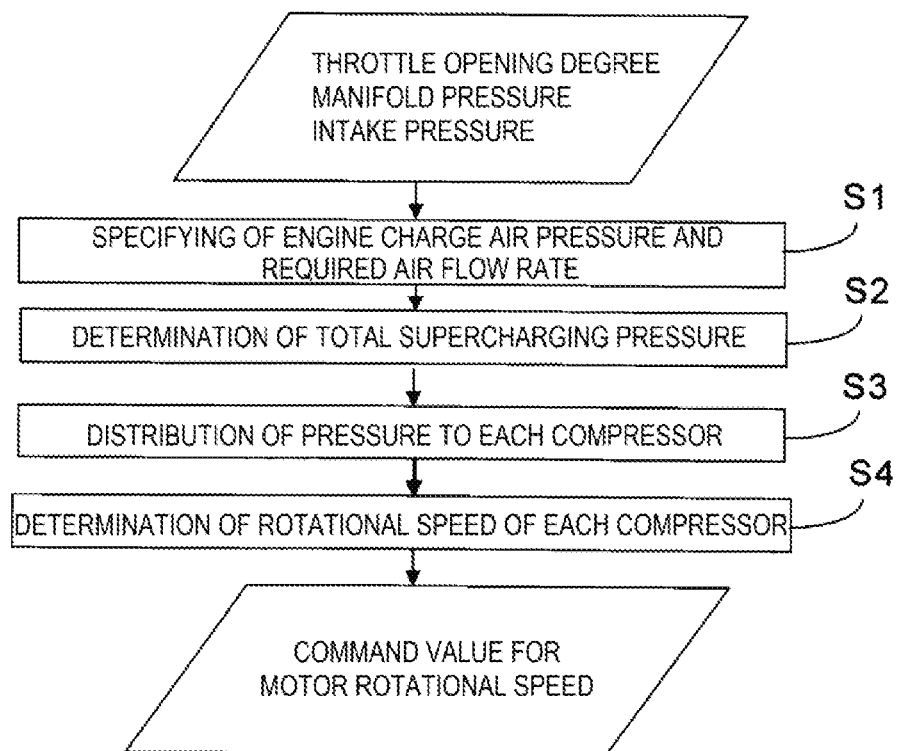 THROTTLE OPENING DEGREE
MANIFOLD PRESSURE
INTAKE PRESSURE
S1
SPECIFYING OF ENGINE CHARGE AIR PRESSURE AND
REQUIRED AIR FLOW RATE
S2
DETERMINATION OF TOTAL SUPERCHARGING PRESSURE
S3
DISTRIBUTION OF PRESSURE TO EACH COMPRESSOR
S4
DETERMINATION OF ROTATIONAL SPEED OF EACH COMPRESSOR
COMMAND VALUE FOR
MOTOR ROTATIONAL SPEED